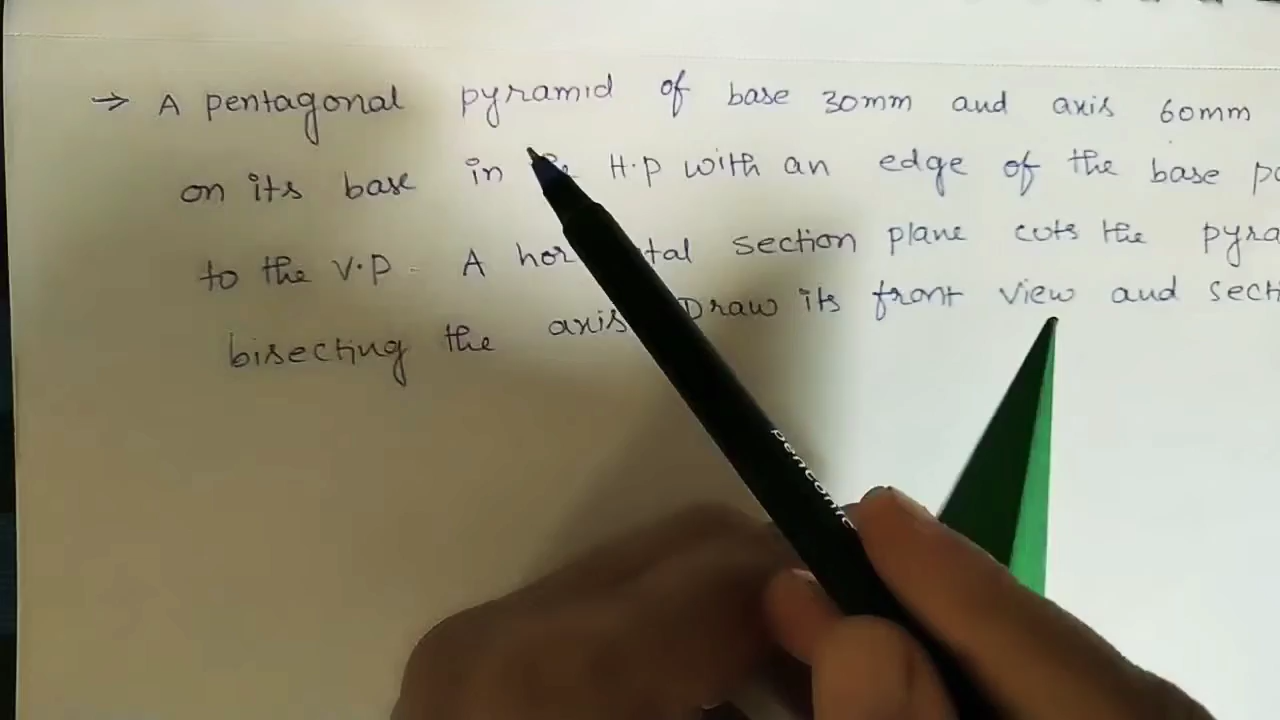 → A pentagonal pyramid of base 30mm and axis 60mm
on its base in H.P with an edge of the base
to the V.P. A section plane cuts the
bisecting the axis Draw its front view and
penconic